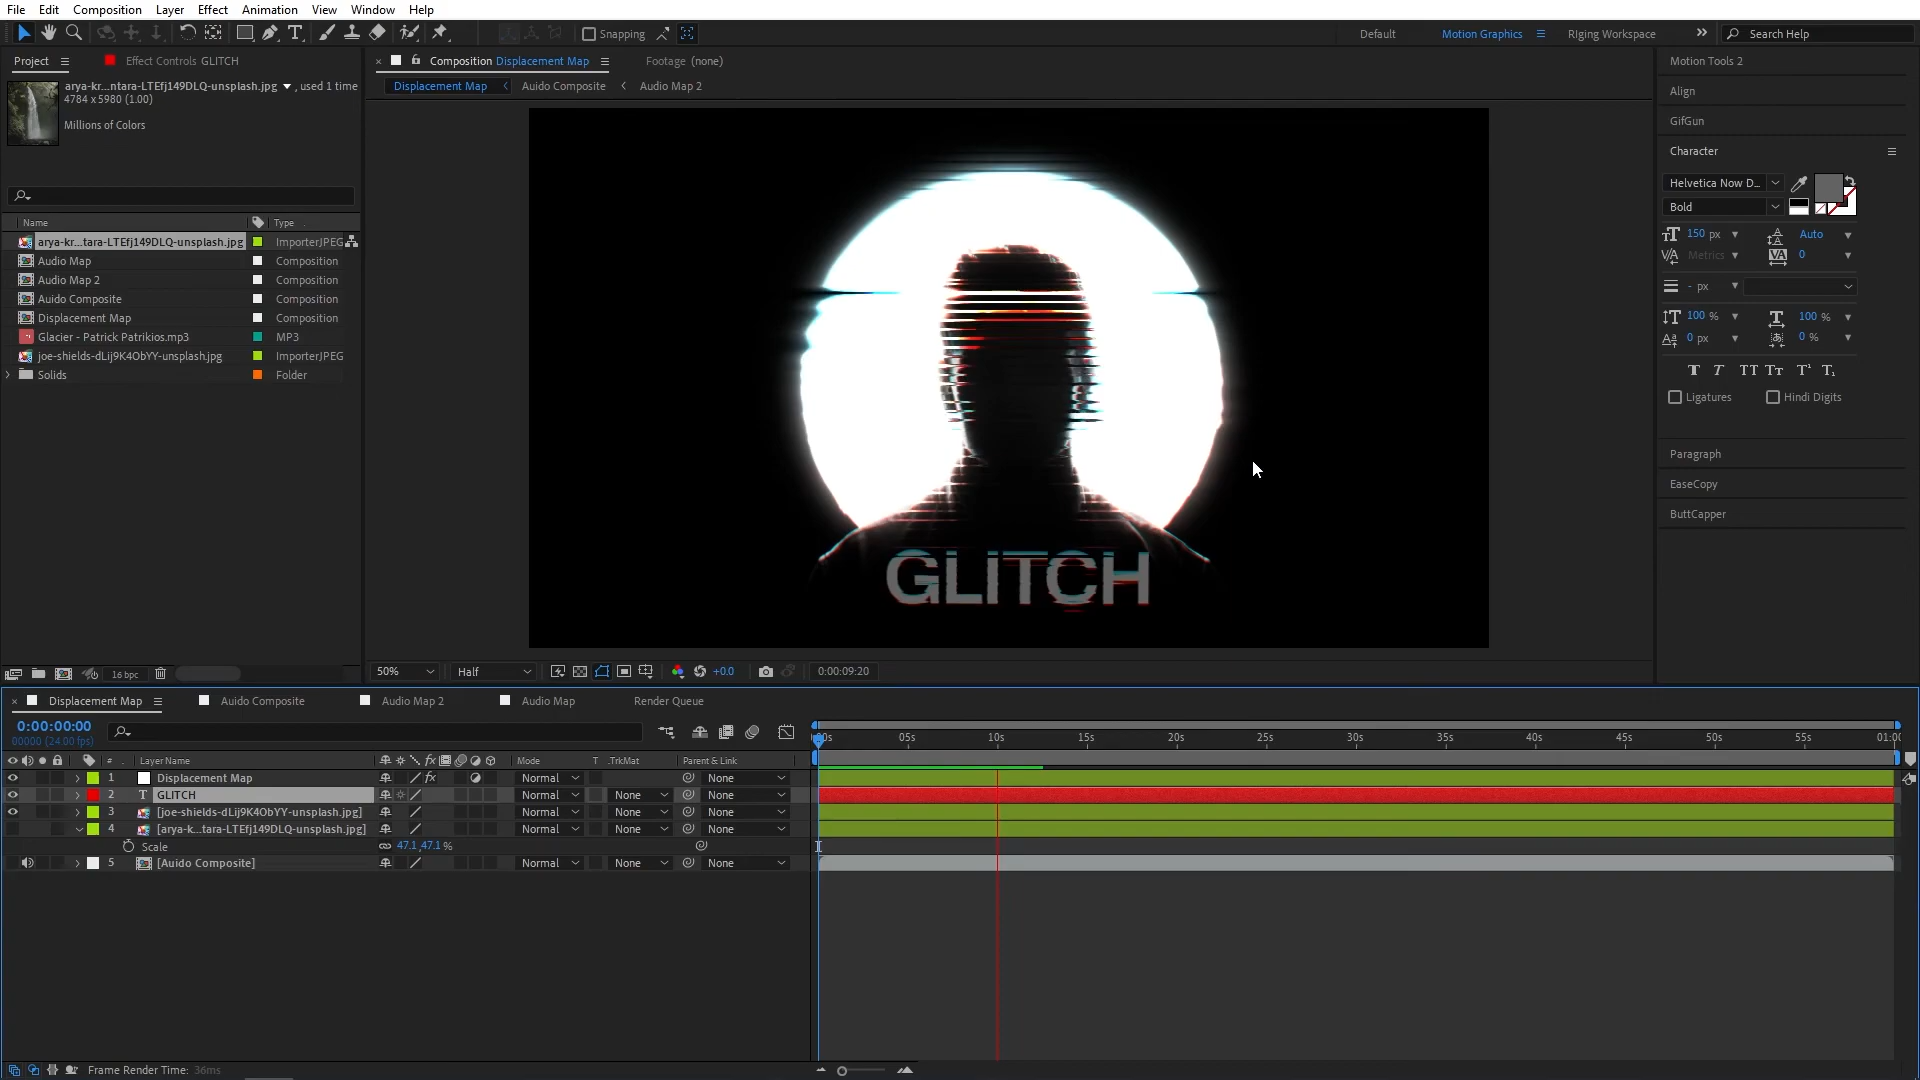 File Edit Composition Layer Effect Animation View Window Help
Snapping
Default Motion Graphics Riging Workspace » Search Help
Project
Effect Controls GLITCH
arya-kr...ntara-LTEfj149DLQ-unsplash.jpg , used 1 time
4784 x 5980 (1.00)
Millions of Colors
Name Type
arya-kr...tara-LTEfj149DLQ-unsplash.jpg ImporterJPEG
Audio Map Composition
Audio Map 2 Composition
Auido Composite Composition
Displacement Map Composition
Glacier - Patrick Patrikios.mp3 MP3
joe-shields-dLij9K4ObYY-unsplash.jpg ImporterJPEG
Solids Folder
16 bpc
Composition Displacement Map
Footage (none)
Displacement Map Auido Composite Audio Map 2
GLITCH
50% Half +0.0 0:00:09:20
Motion Tools 2
Align
GifGun
Character
Helvetica Now D...
Bold
150 px Auto
Metrics 0
- px
100 % 100 %
0 px 0 %
T T TT Tt T¹ T₁
Ligatures Hindi Digits
Paragraph
EaseCopy
ButtCapper
Displacement Map Auido Composite Audio Map 2 Audio Map Render Queue
0:00:00:00
00000 (24.00 fps)
05s 10s 15s 20s 25s 30s 35s 40s 45s 50s 55s 01:00
# Layer Name fx Mode T .TrkMat Parent & Link
1 Displacement Map fx Normal None
2 T GLITCH Normal None None
3 [joe-shields-dLij9K4ObYY-unsplash.jpg] Normal None None
4 [arya-k...tara-LTEfj149DLQ-unsplash.jpg] Normal None None
Scale 47.1,47.1 %
5 [Auido Composite] Normal None None
Frame Render Time: 36ms